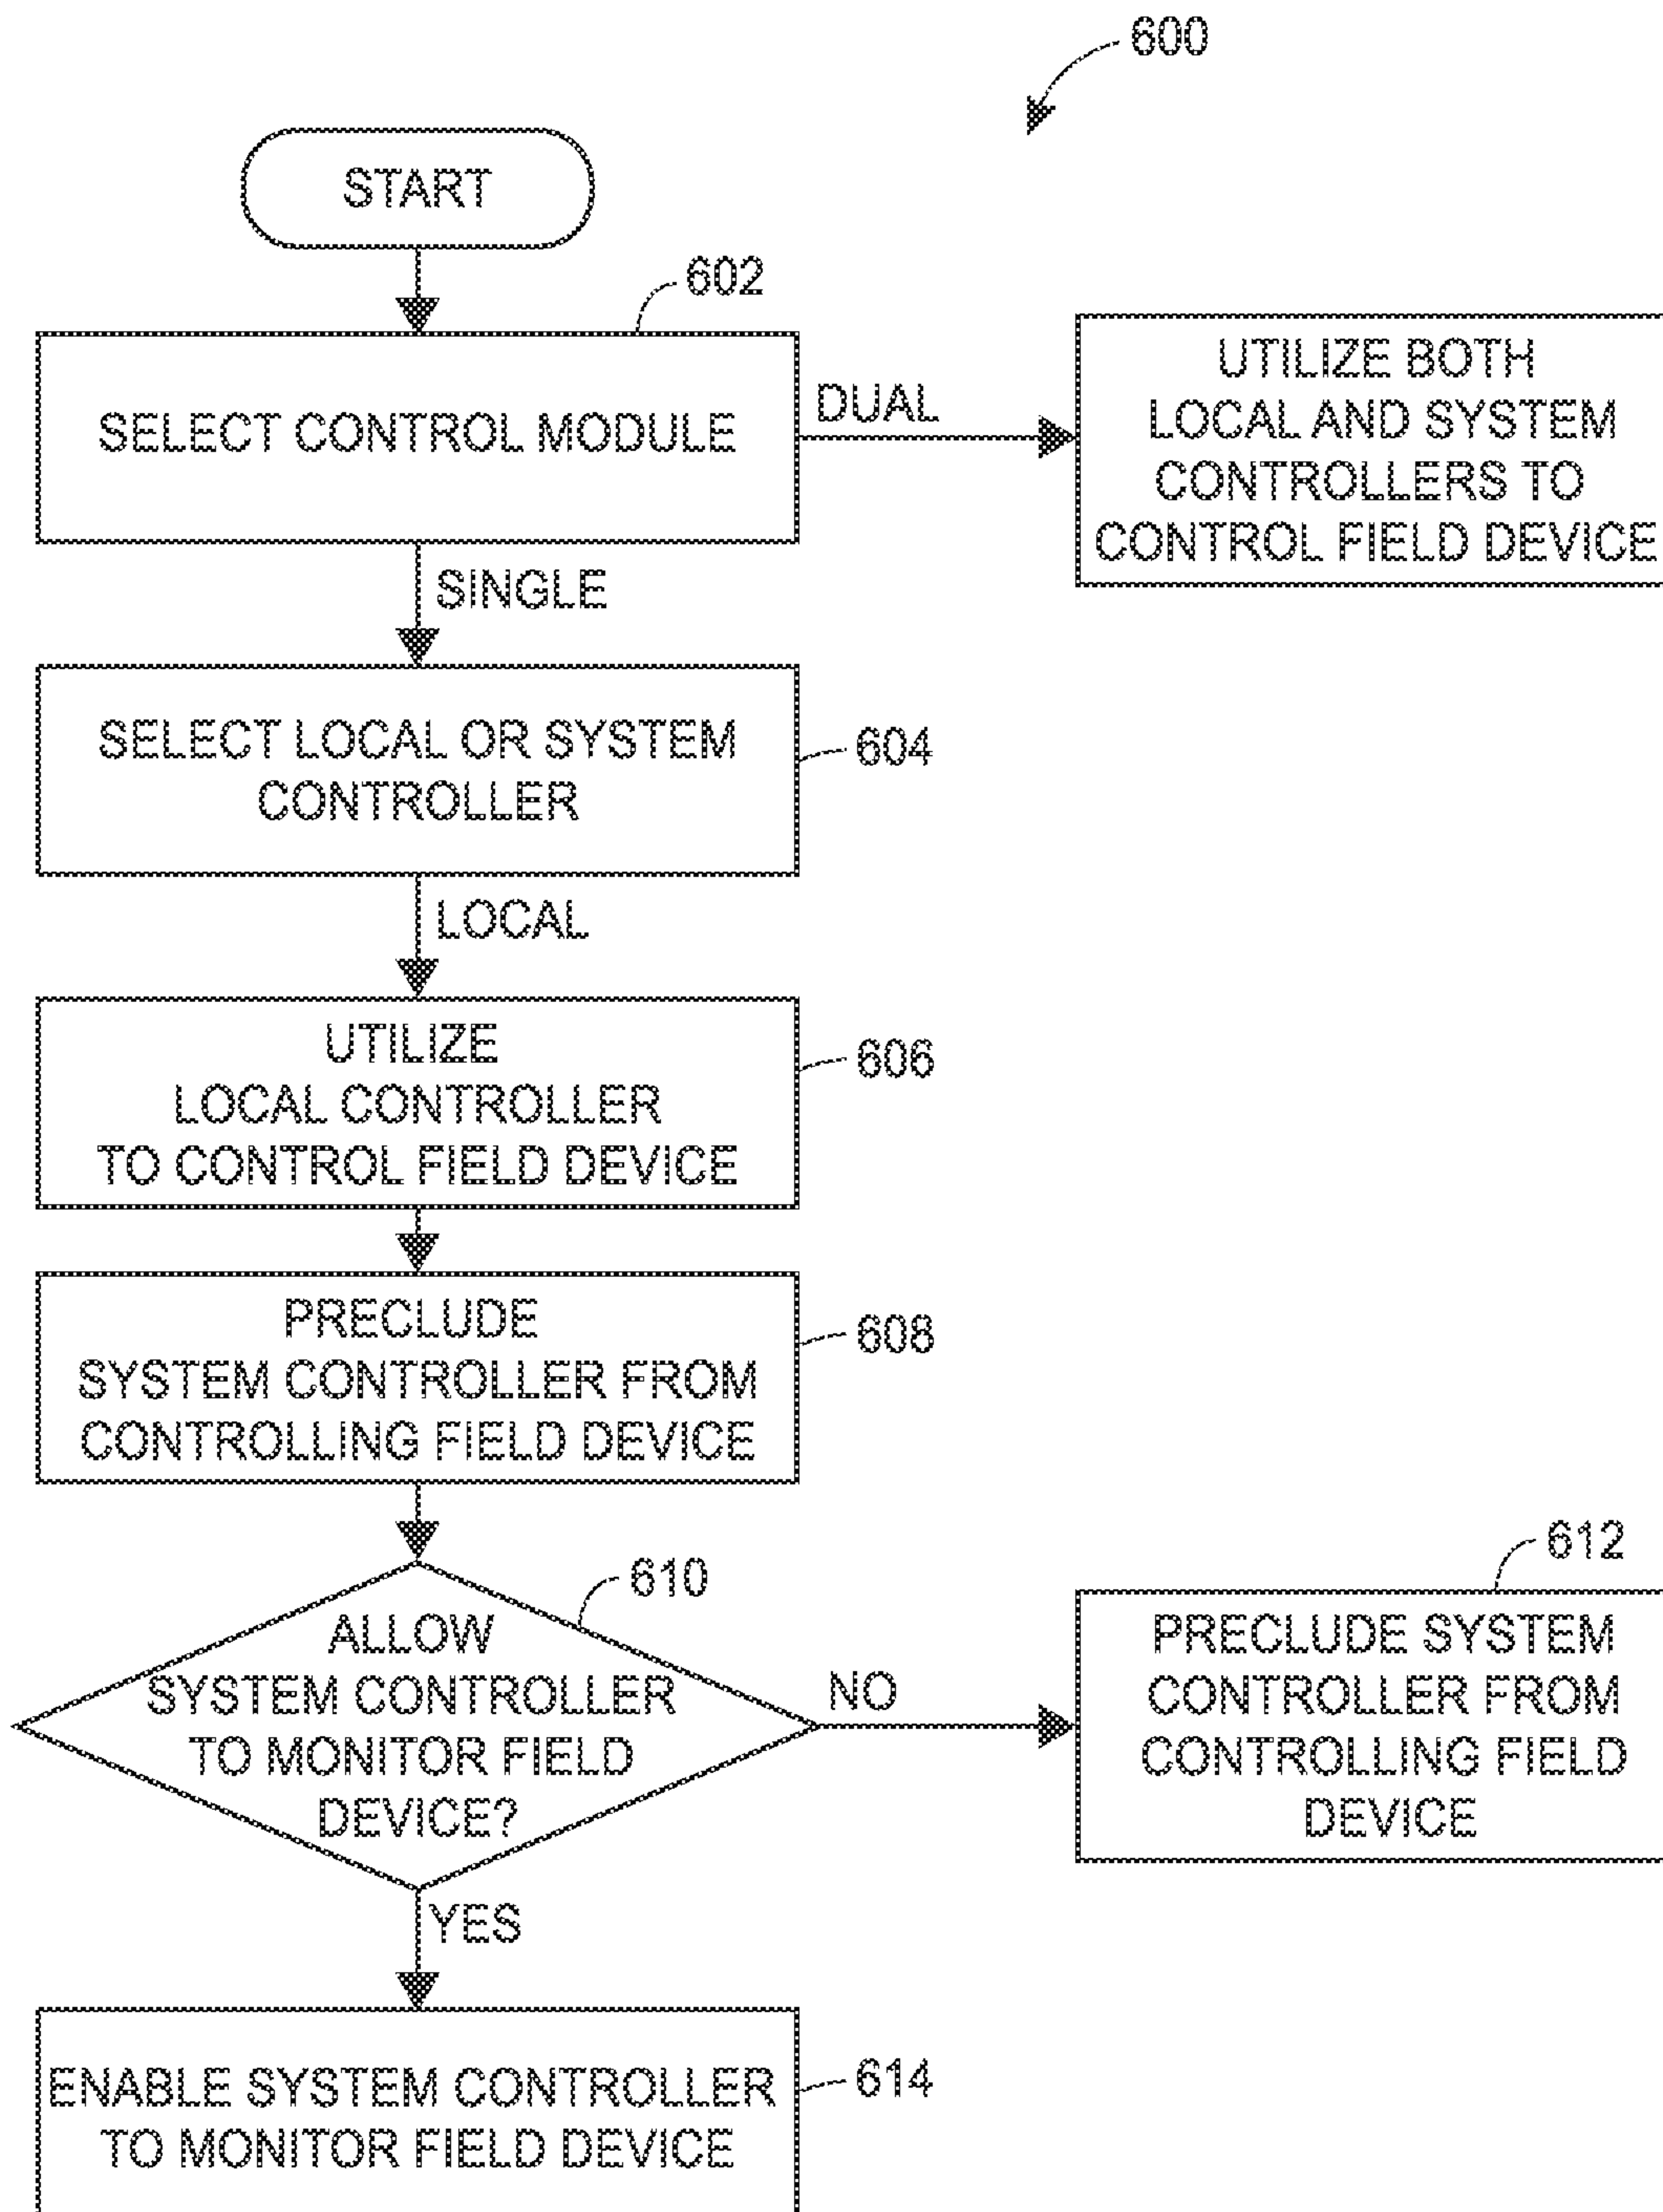 600
START
602
SELECT CONTROL MODULE
DUAL
UTILIZE BOTH
LOCAL AND SYSTEM
CONTROLLERS TO
CONTROL FIELD DEVICE
SINGLE
SELECT LOCAL OR SYSTEM
CONTROLLER
604
LOCAL
UTILIZE
LOCAL CONTROLLER
TO CONTROL FIELD DEVICE
606
PRECLUDE
SYSTEM CONTROLLER FROM
CONTROLLING FIELD DEVICE
608
610
ALLOW
SYSTEM CONTROLLER
TO MONITOR FIELD
DEVICE?
NO
612
PRECLUDE SYSTEM
CONTROLLER FROM
CONTROLLING FIELD
DEVICE
YES
ENABLE SYSTEM CONTROLLER
TO MONITOR FIELD DEVICE
614